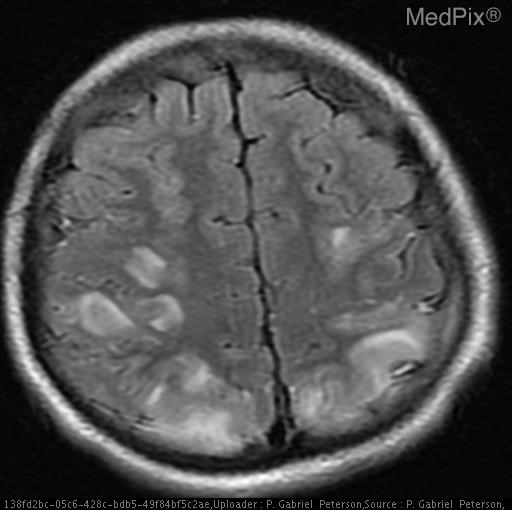 MedPix®
138fd2bc-05c6-428c-bdb5-49f84bf5c2ae,Uploader : P. Gabriel Peterson,Source : P. Gabriel Peterson,